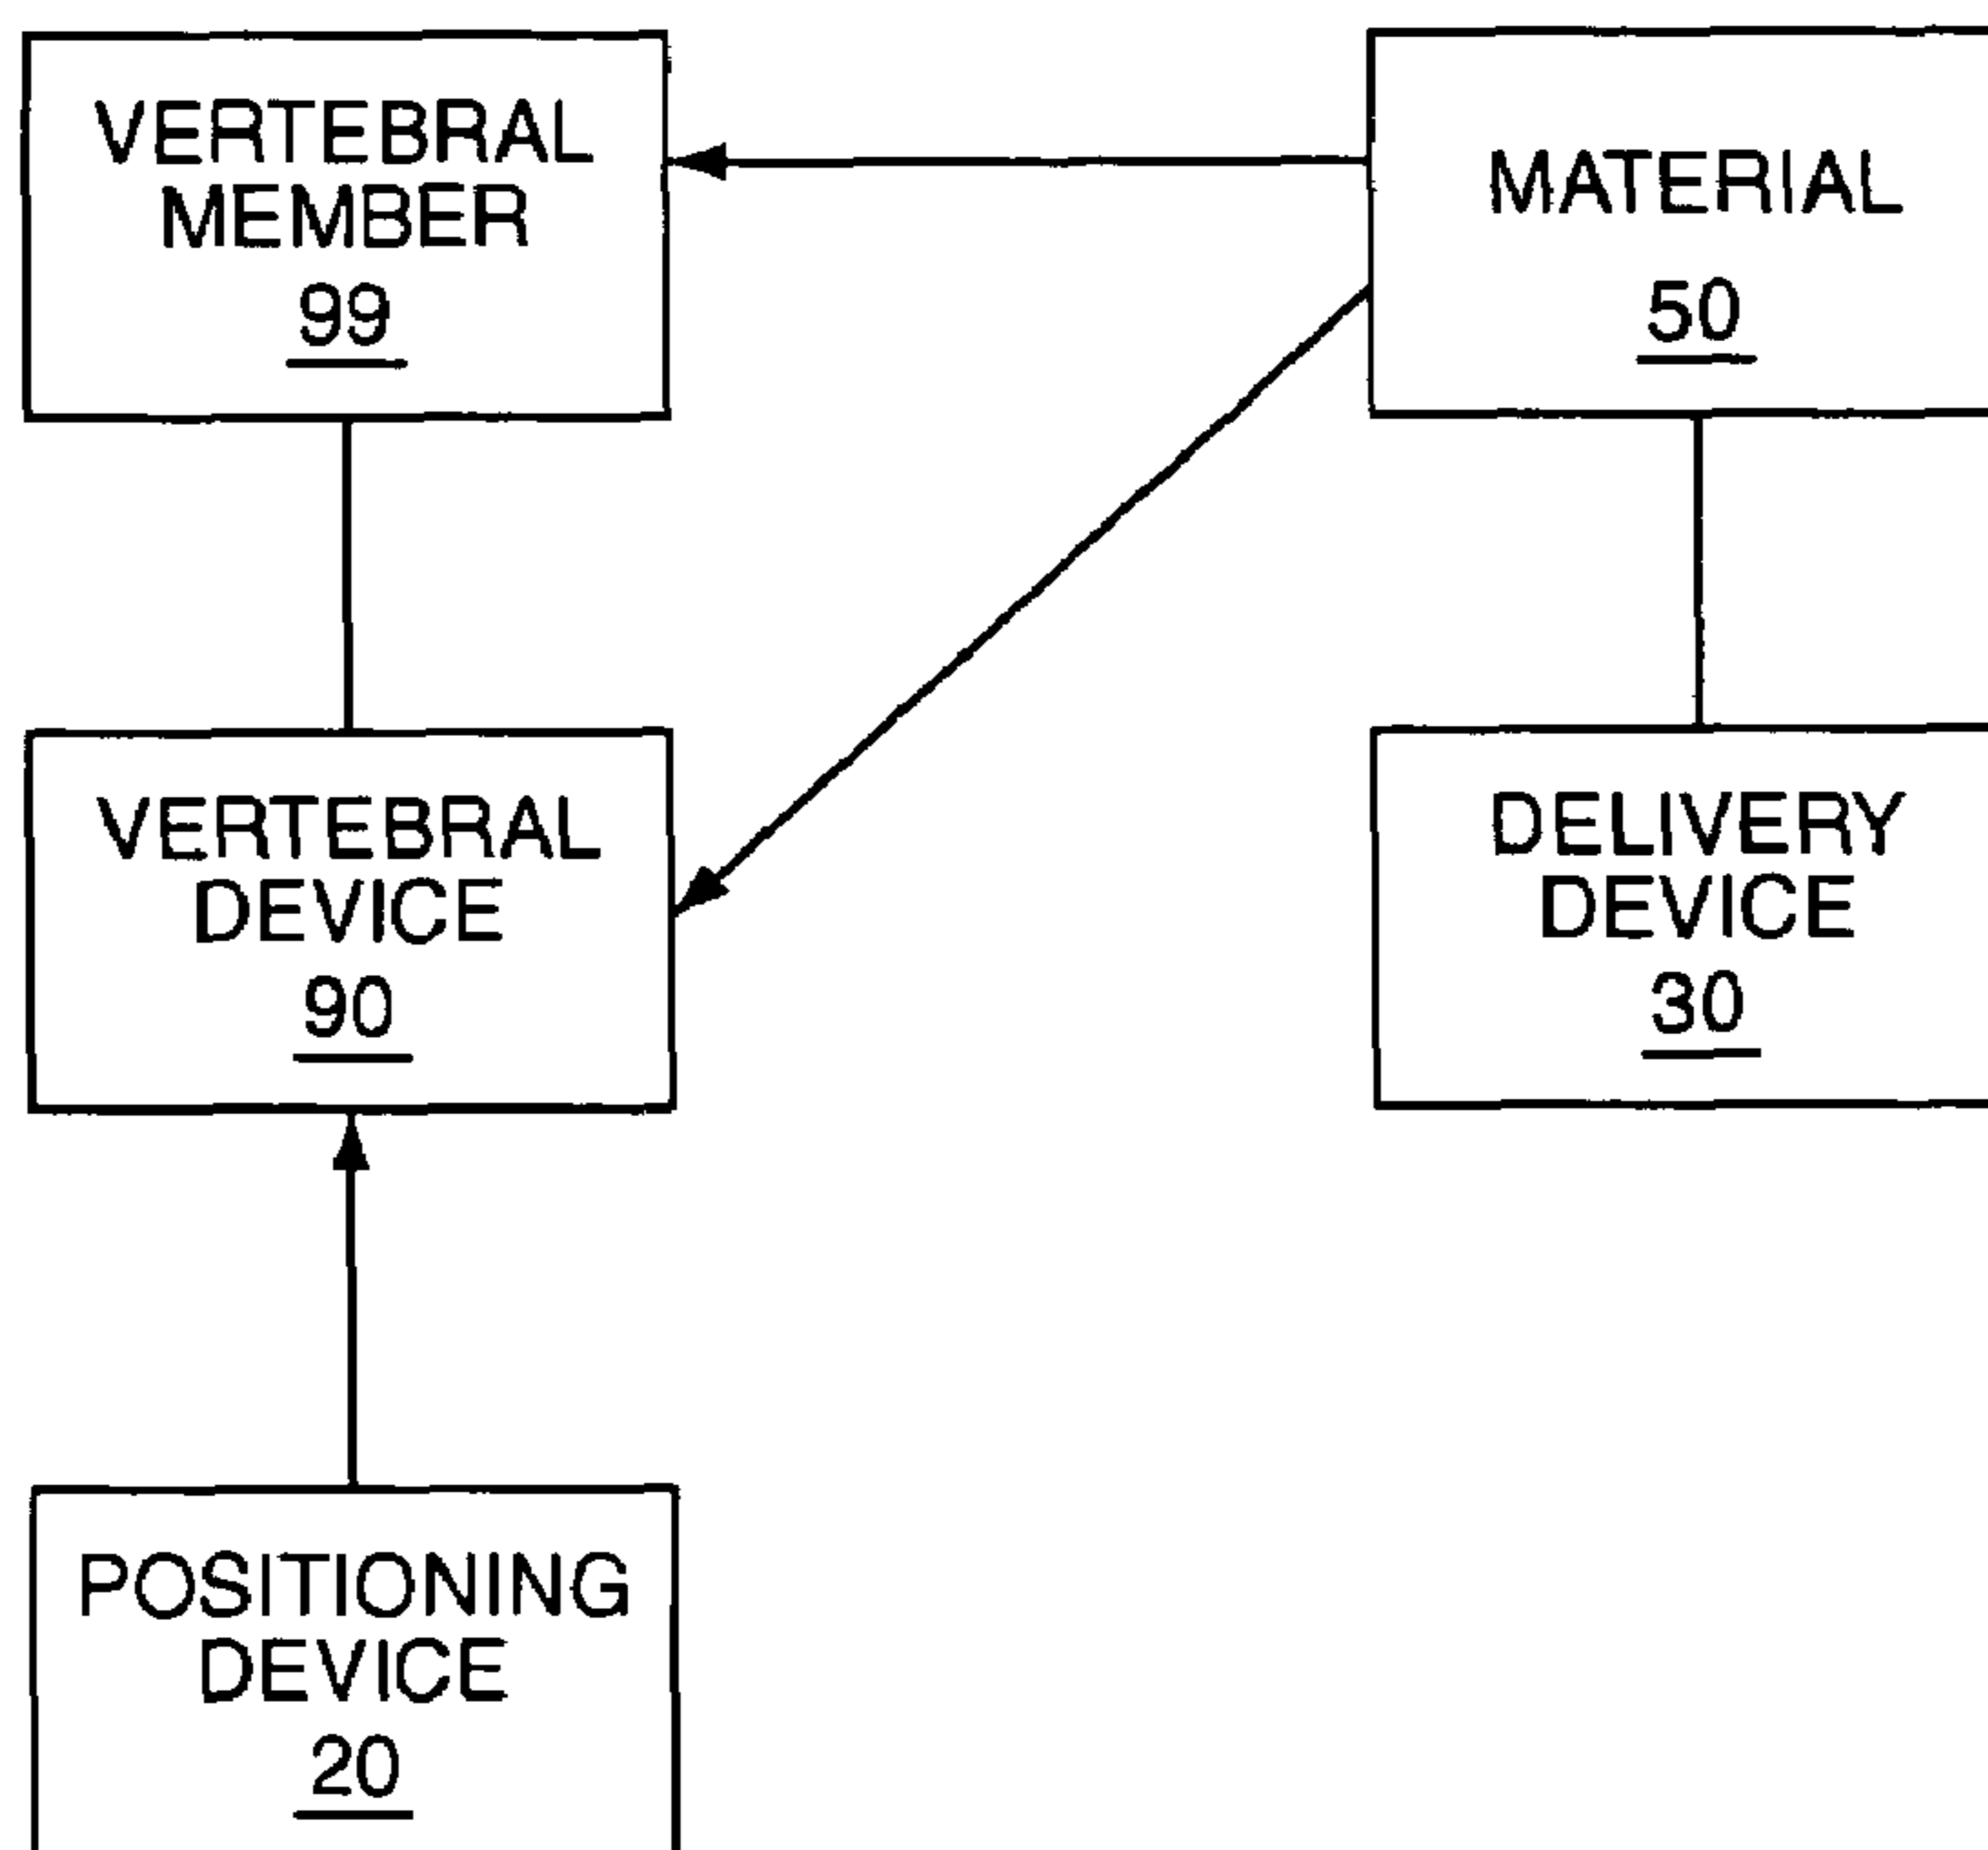 VERTEBRAL
MEMBER
99
MATERIAL
50
VERTEBRAL
DEVICE
90
DELIVERY
DEVICE
30
POSITIONING
DEVICE
20